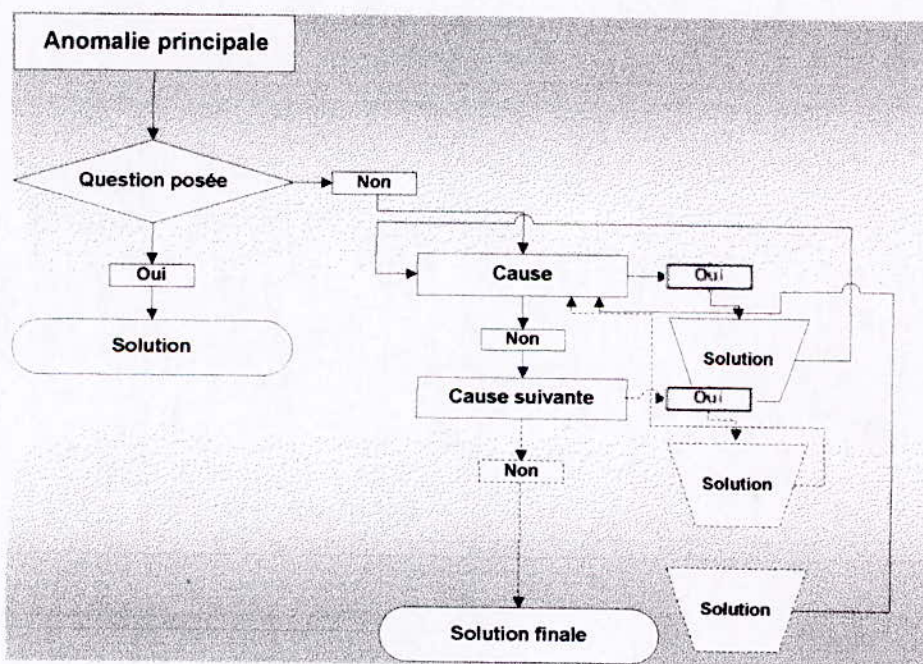 Anomalie principale
Question posée
Non
Oui
Cause
Oui
Solution
Non
Solution
Cause suivante
Oui
Non
Solution
Solution
Solution finale